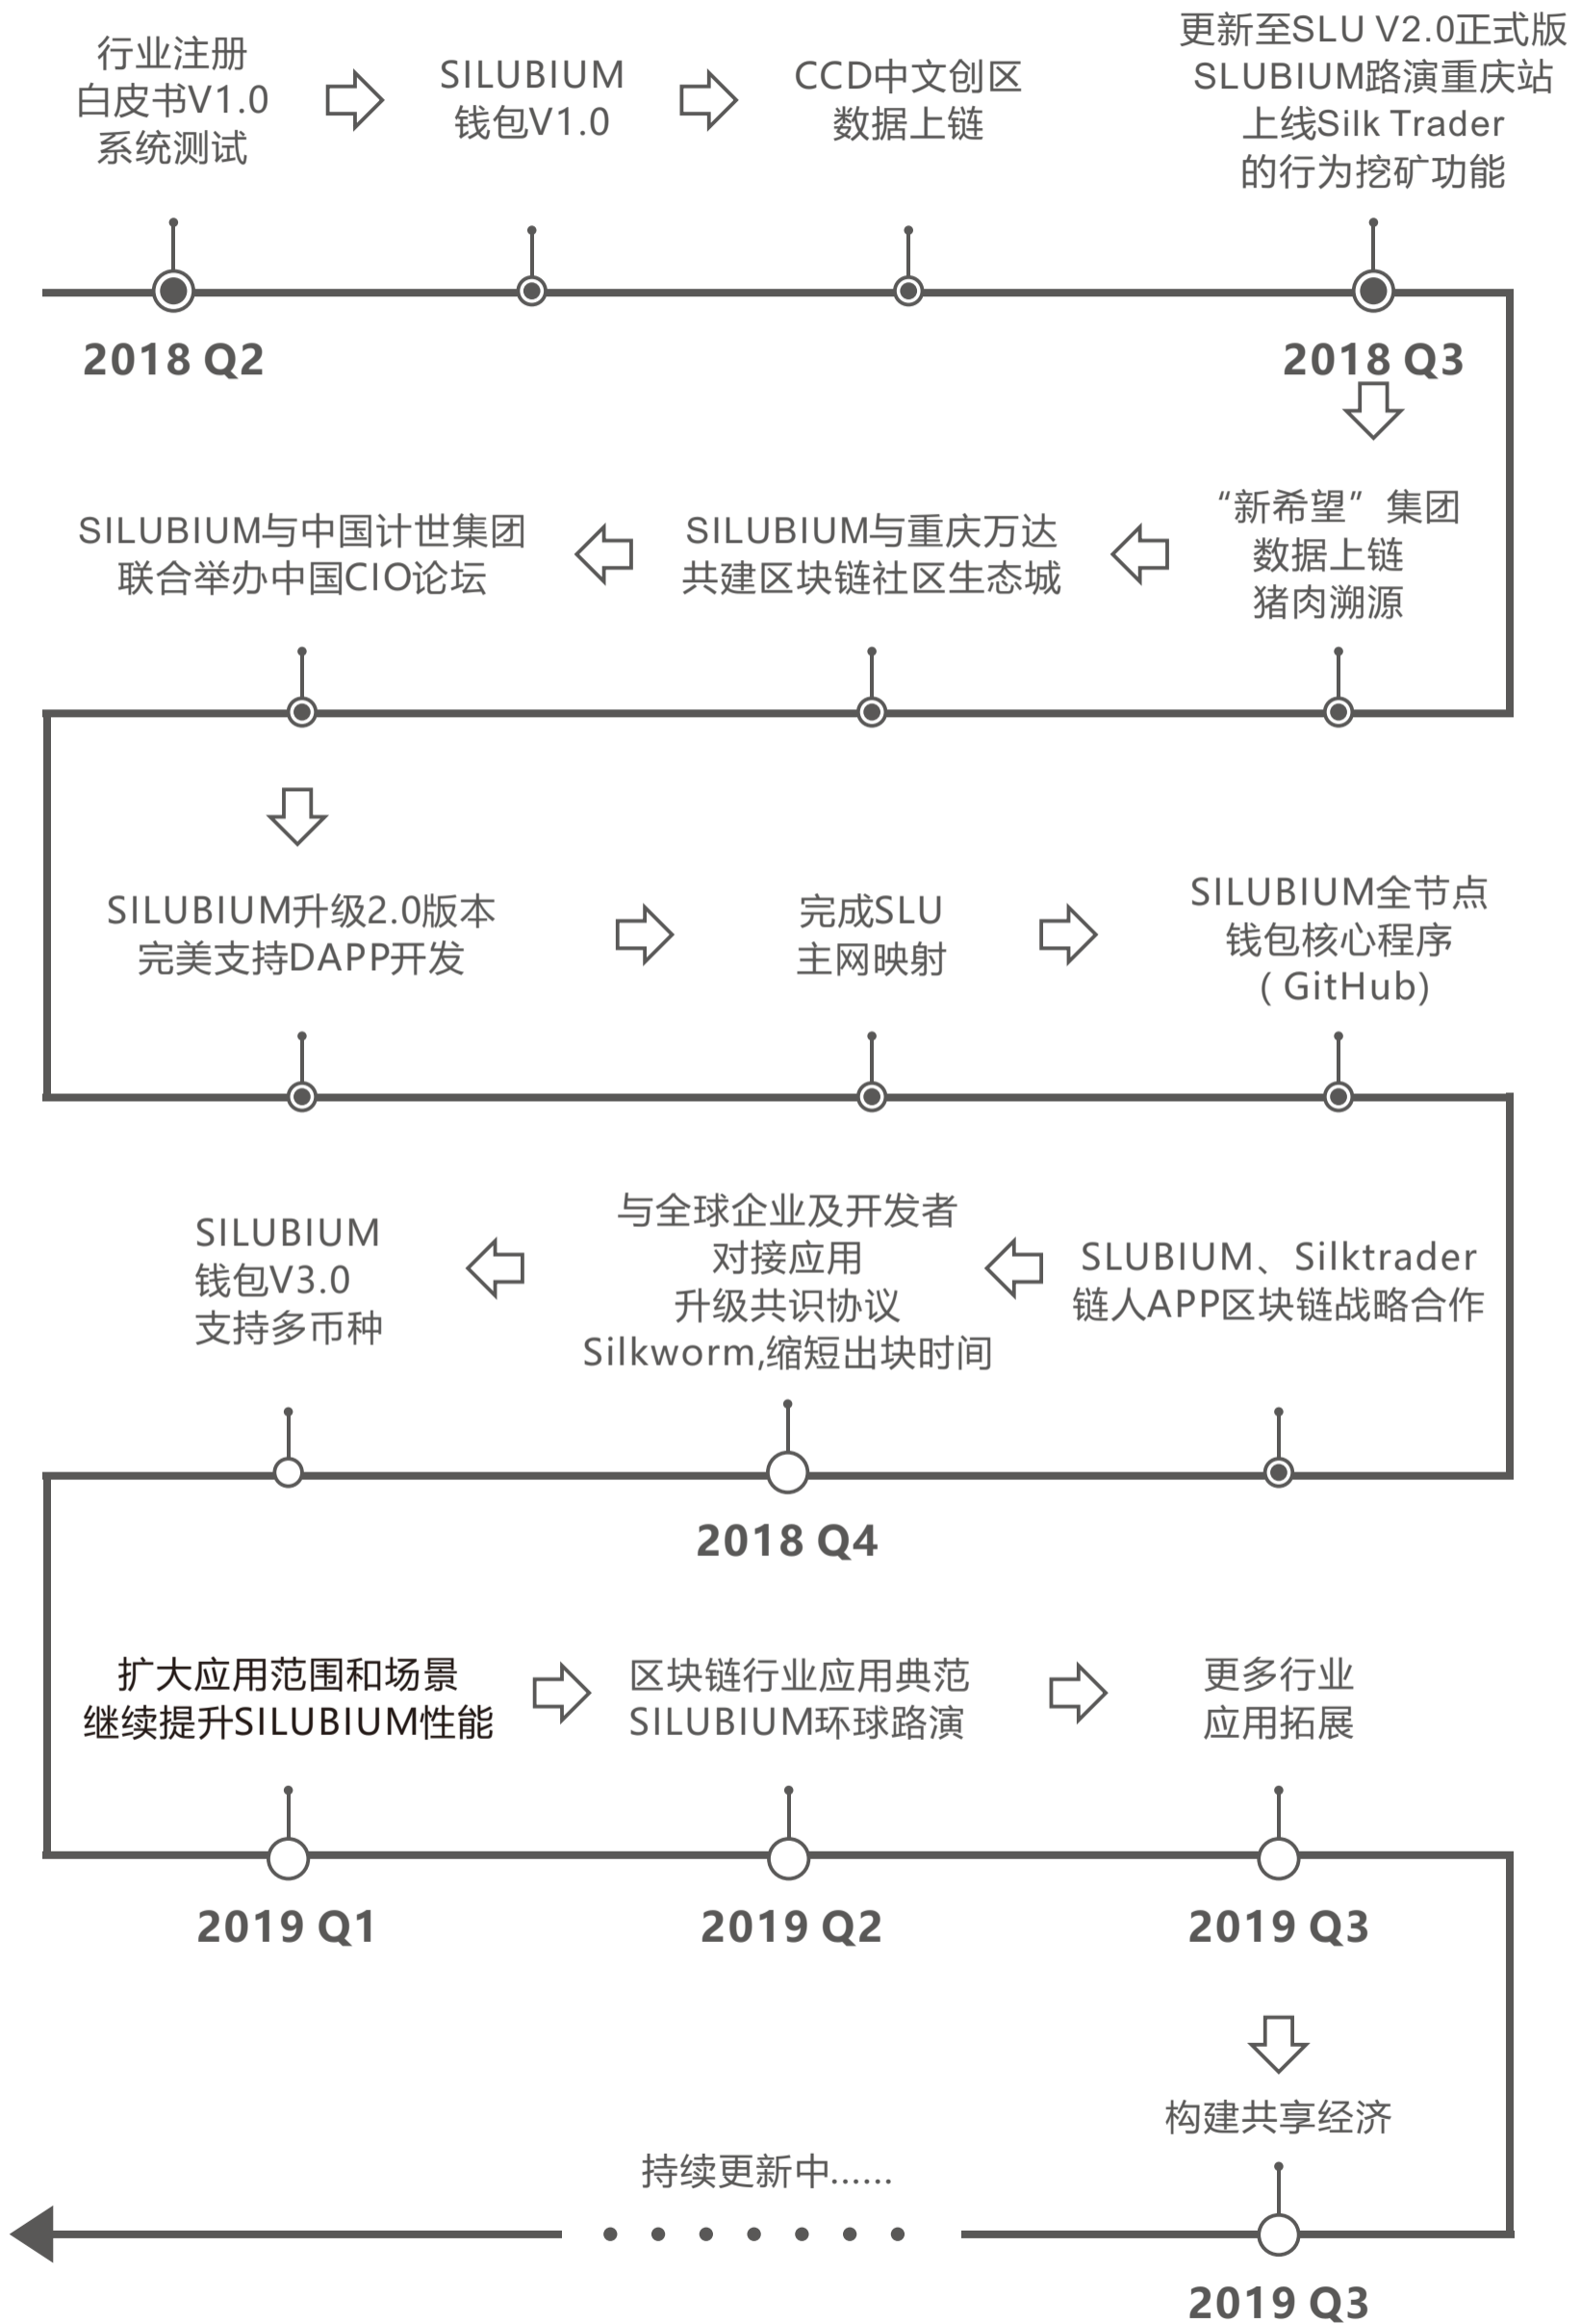 行业注册
白皮书V1.0
系统测试
SILUBIUM
钱包V1.0
CCD中文创区
数据上链
更新至SLU V2.0正式版
SLUBIUM路演重庆站
上线Silk Trader
的行为挖矿功能
2018 Q2
2018 Q3
“新希望”集团
数据上链
猪肉溯源
SILUBIUM与重庆万达
共建区块链社区生态城
SILUBIUM与中国计世集团
联合举办中国CIO论坛
SILUBIUM升级2.0版本
完美支持DAPP开发
完成SLU
主网映射
SILUBIUM全节点
钱包核心程序
( GitHub)
SLUBIUM、Silktrader
链人APP区块链战略合作
与全球企业及开发者
对接应用
升级共识协议
Silkworm,缩短出块时间
SILUBIUM
钱包V3.0
支持多币种
2018 Q4
扩大应用范围和场景
继续提升SILUBIUM性能
区块链行业应用典范
SILUBIUM环球路演
更多行业
应用拓展
2019 Q1
2019 Q2
2019 Q3
构建共享经济
持续更新中......
2019 Q3